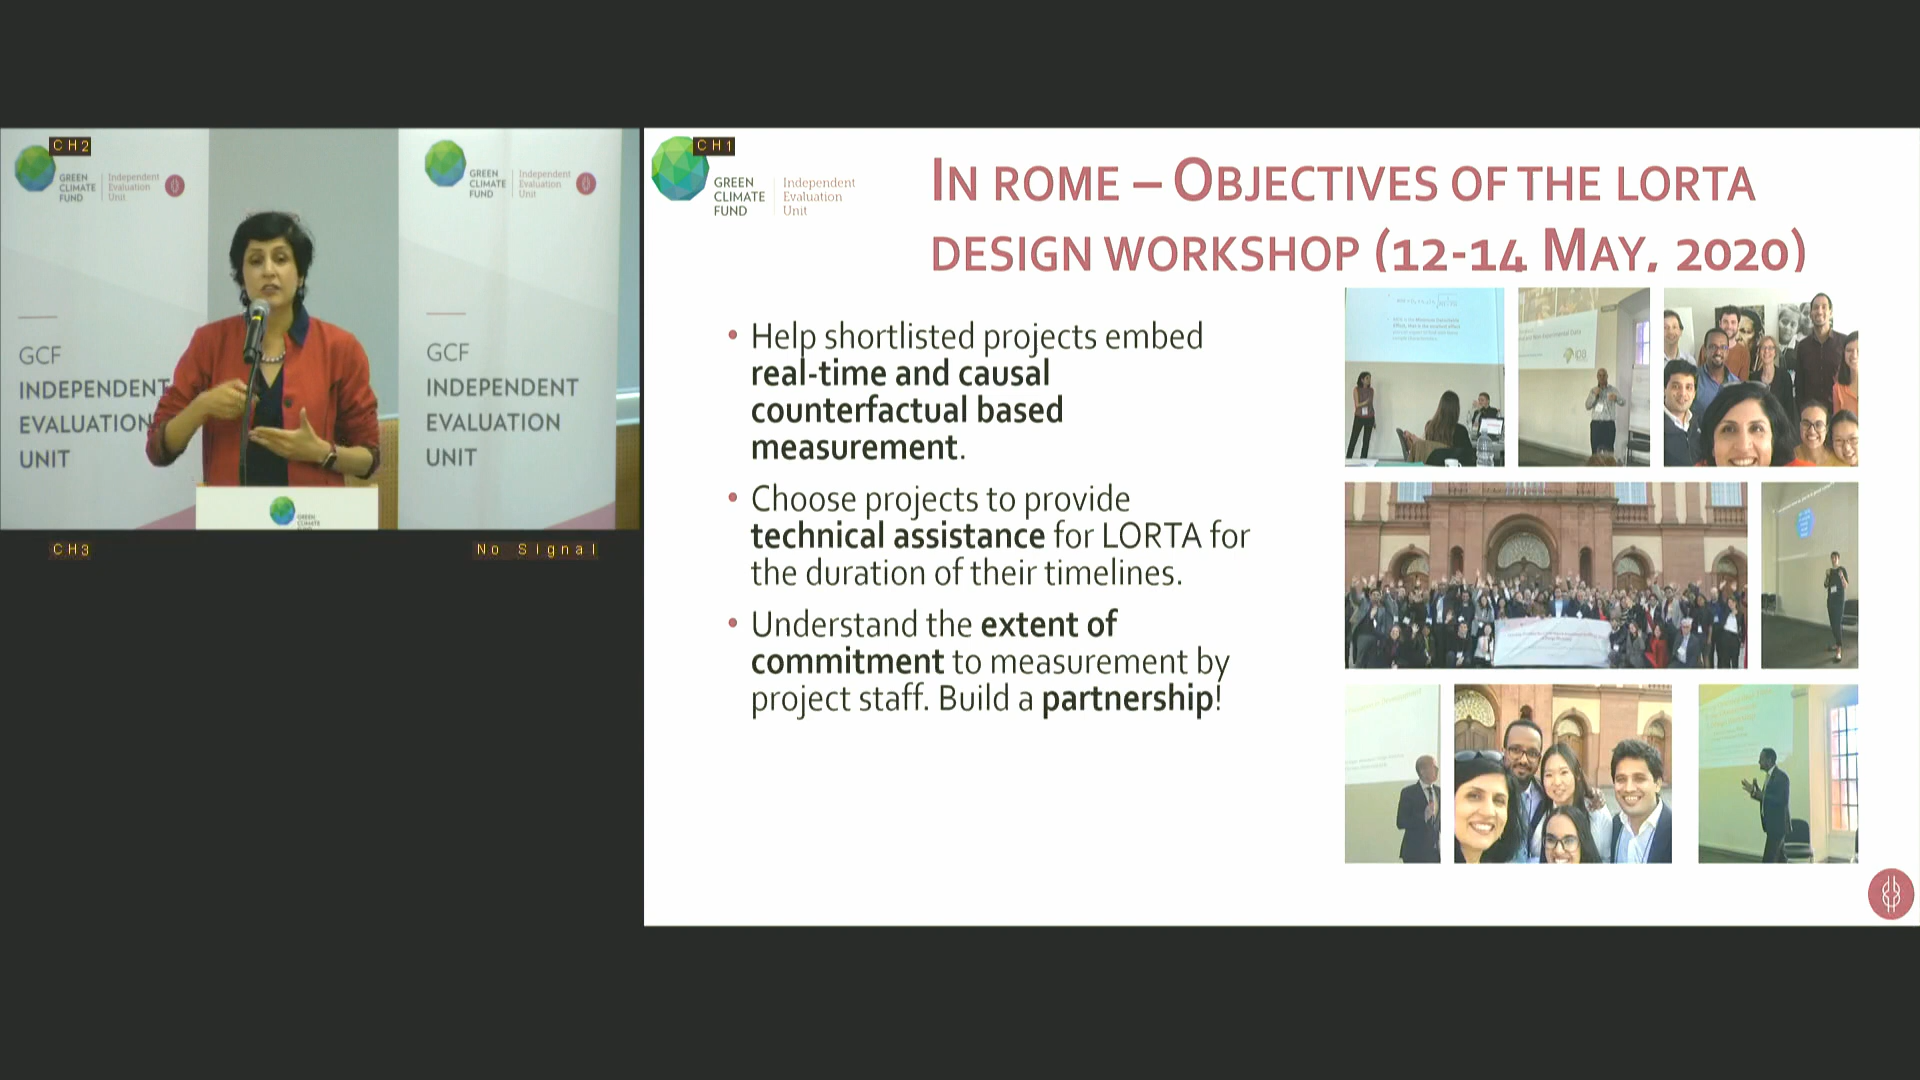 CH2
GREEN
CLIMATE
FUND
Independent
Evaluation
Unit
GREEN
CLIMATE
FUND
Independent
Evaluation
Unit
GCF
INDEPENDENT
EVALUATION
UNIT
GCF
INDEPENDENT
EVALUATION
UNIT
GREEN
CLIMATE
FUND
CH3
No Signal
CH1
GREEN
CLIMATE
FUND
Independent
Evaluation
Unit
IN ROME – OBJECTIVES OF THE LORTA
DESIGN WORKSHOP (12-14 MAY, 2020)
• Help shortlisted projects embed
real-time and causal
counterfactual based
measurement.
• Choose projects to provide
technical assistance for LORTA for
the duration of their timelines.
• Understand the extent of
commitment to measurement by
project staff. Build a partnership!